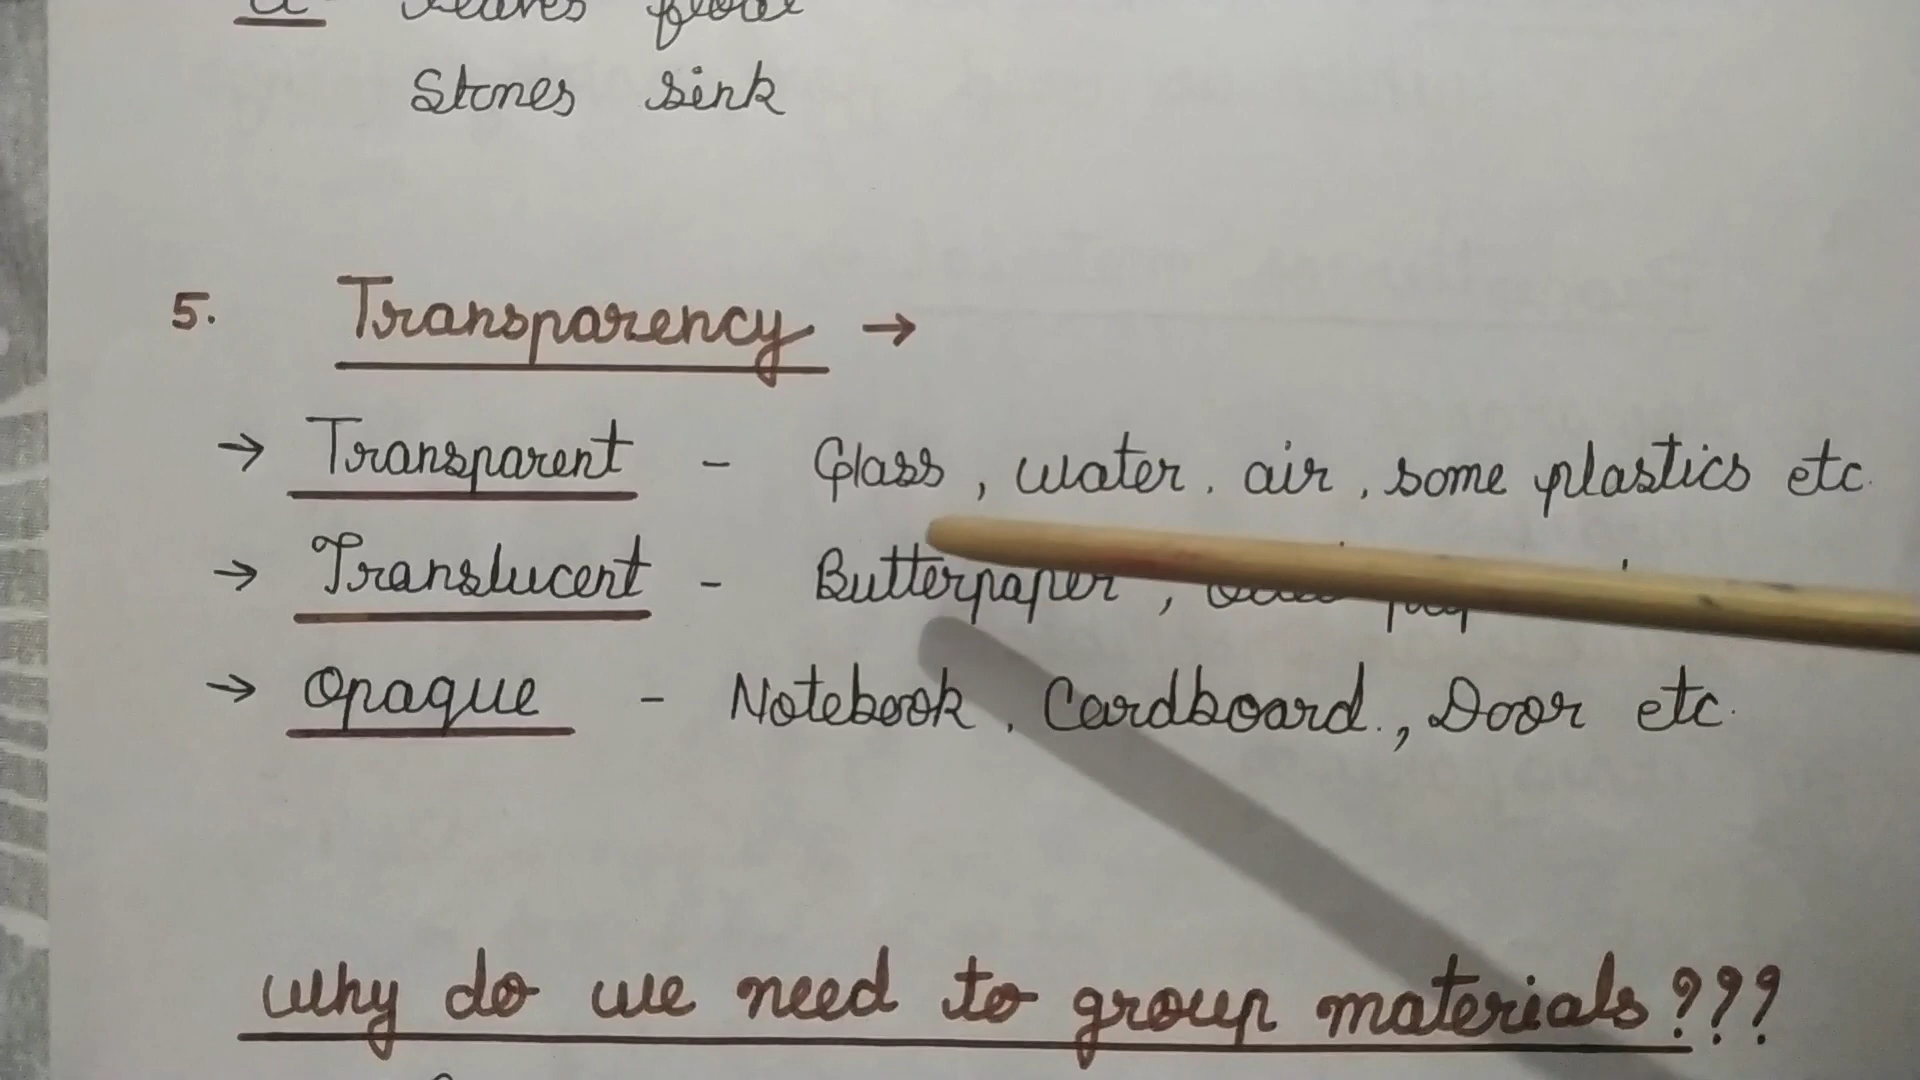 Stones sink
5. Transparency →
→ Transparent - Glass, water, air, some plastics etc.
→ Translucent - Butterpaper,
→ Opaque - Notebook, Cardboard, Door etc.
Why do we need to group materials???